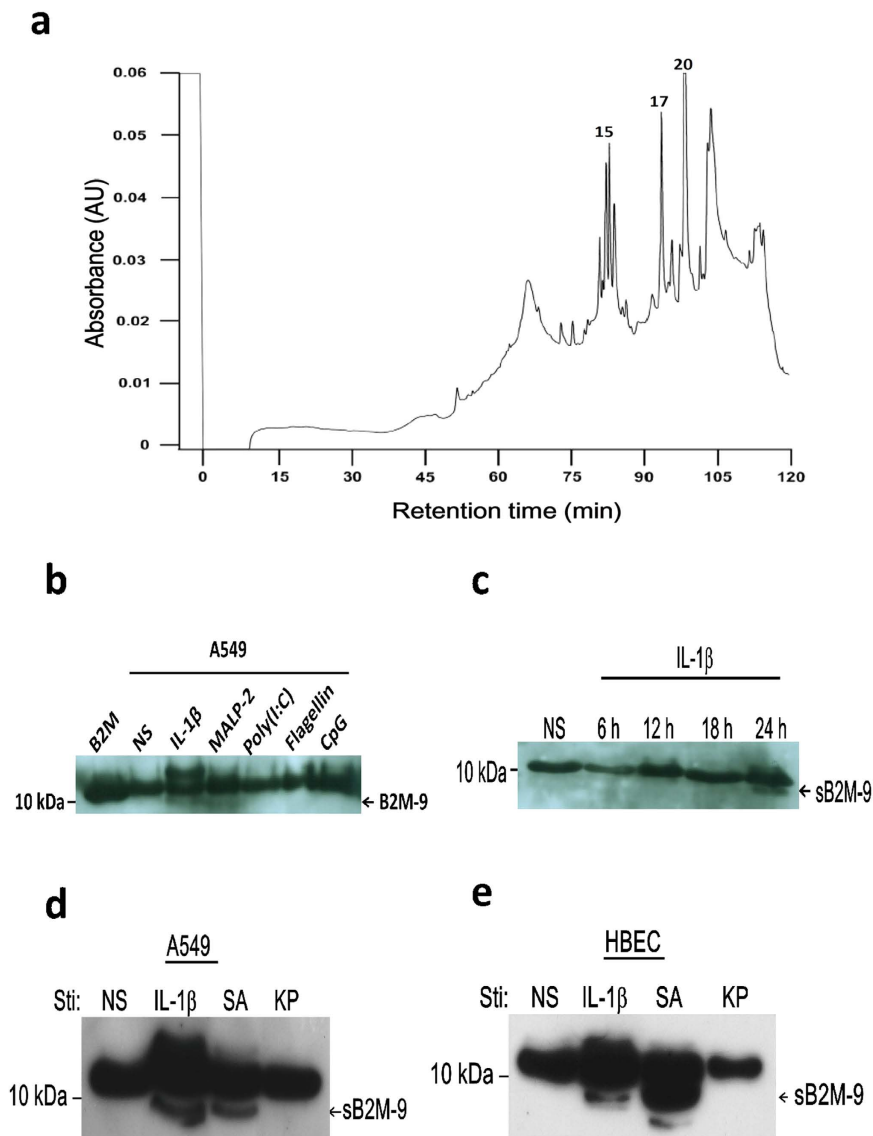 a
0.06
0.05
0.04
0.03
0.02
0.01
0
Absorbance (AU)
15
17
20
0 15 30 45 60 75 90 105 120
Retention time (min)
b
A549
B2M NS IL-1β MALP-2 Poly(I:C) Flagellin CpG
10 kDa
← B2M-9
c
IL-1β
NS 6 h 12 h 18 h 24 h
10 kDa
← sB2M-9
d
A549
Sti: NS IL-1β SA KP
10 kDa
←sB2M-9
e
HBEC
Sti: NS IL-1β SA KP
10 kDa
← sB2M-9